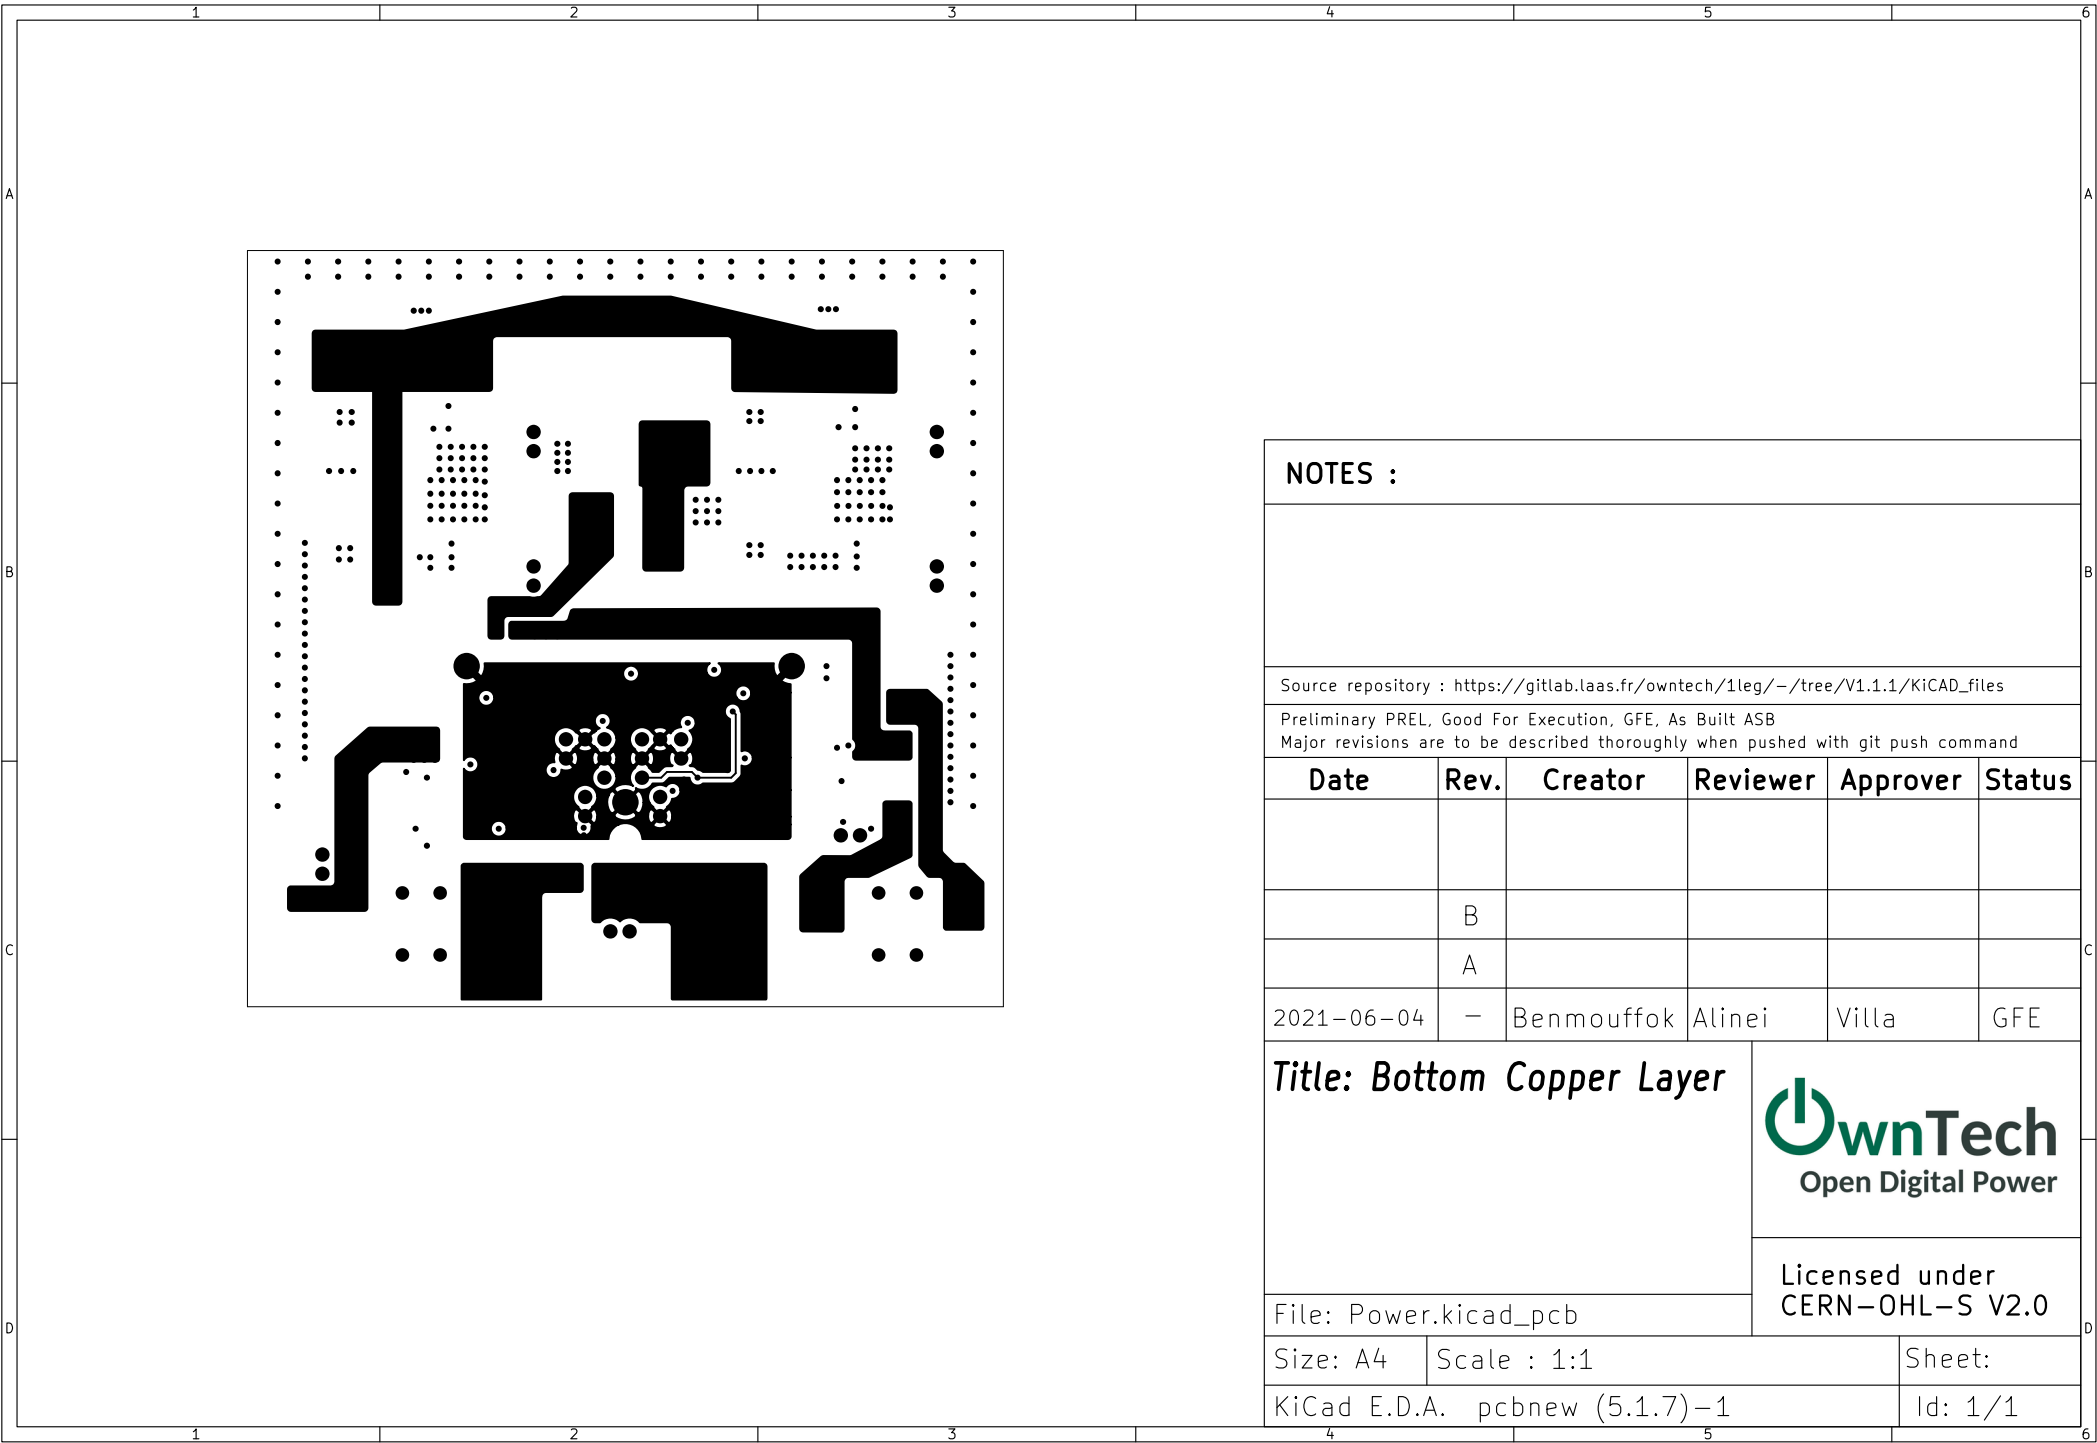 1 2 3 4 5 6
A A
B B
C C
D D
1 2 3 4 5 6
NOTES :
Source repository : https://gitlab.laas.fr/owntech/1leg/-/tree/V1.1.1/KiCAD_files
Preliminary PREL, Good For Execution, GFE, As Built ASB
Major revisions are to be described thoroughly when pushed with git push command
Date Rev. Creator Reviewer Approver Status
B
A
2021-06-04 - Benmouffok Alinei Villa GFE
Title: Bottom Copper Layer
OwnTech
Open Digital Power
Licensed under
CERN-OHL-S V2.0
File: Power.kicad_pcb
Size: A4 Scale : 1:1 Sheet:
KiCad E.D.A. pcbnew (5.1.7)-1 Id: 1/1